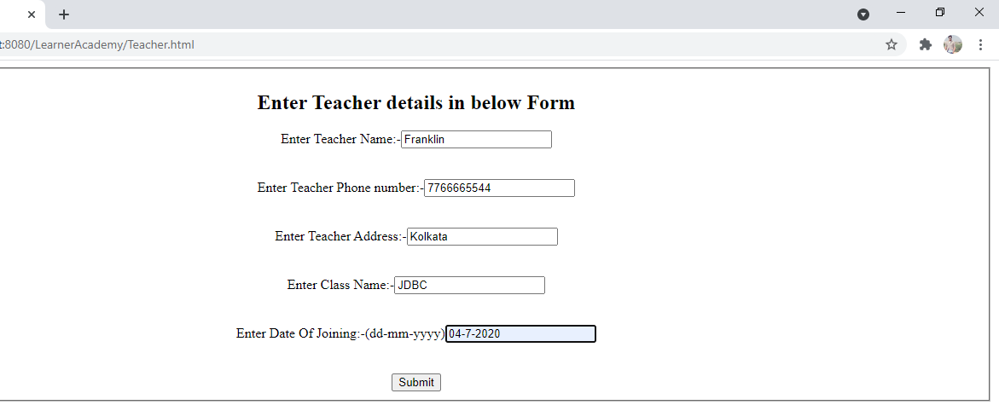 t:8080/LearnerAcademy/Teacher.html
Enter Teacher details in below Form
Enter Teacher Name:-Franklin
Enter Teacher Phone number:-7766665544
Enter Teacher Address:-Kolkata
Enter Class Name:-JDBC
Enter Date Of Joining:-(dd-mm-yyyy)04-7-2020
Submit